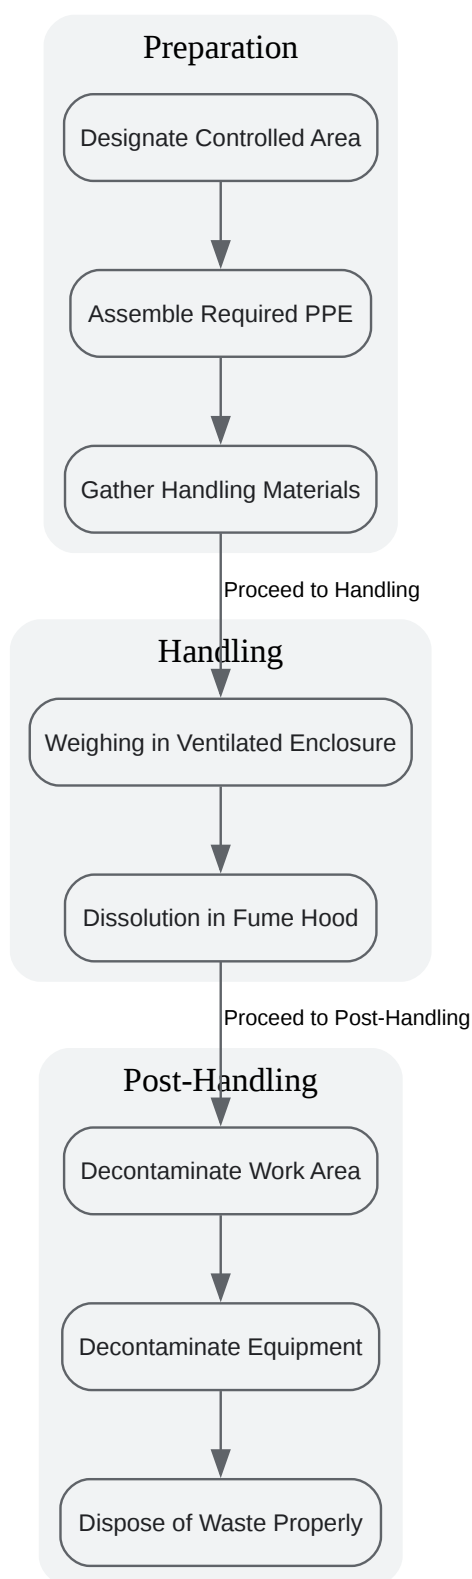 Preparation
Designate Controlled Area
Assemble Required PPE
Gather Handling Materials
Proceed to Handling
Handling
Weighing in Ventilated Enclosure
Dissolution in Fume Hood
Proceed to Post-Handling
Post-Handling
Decontaminate Work Area
Decontaminate Equipment
Dispose of Waste Properly